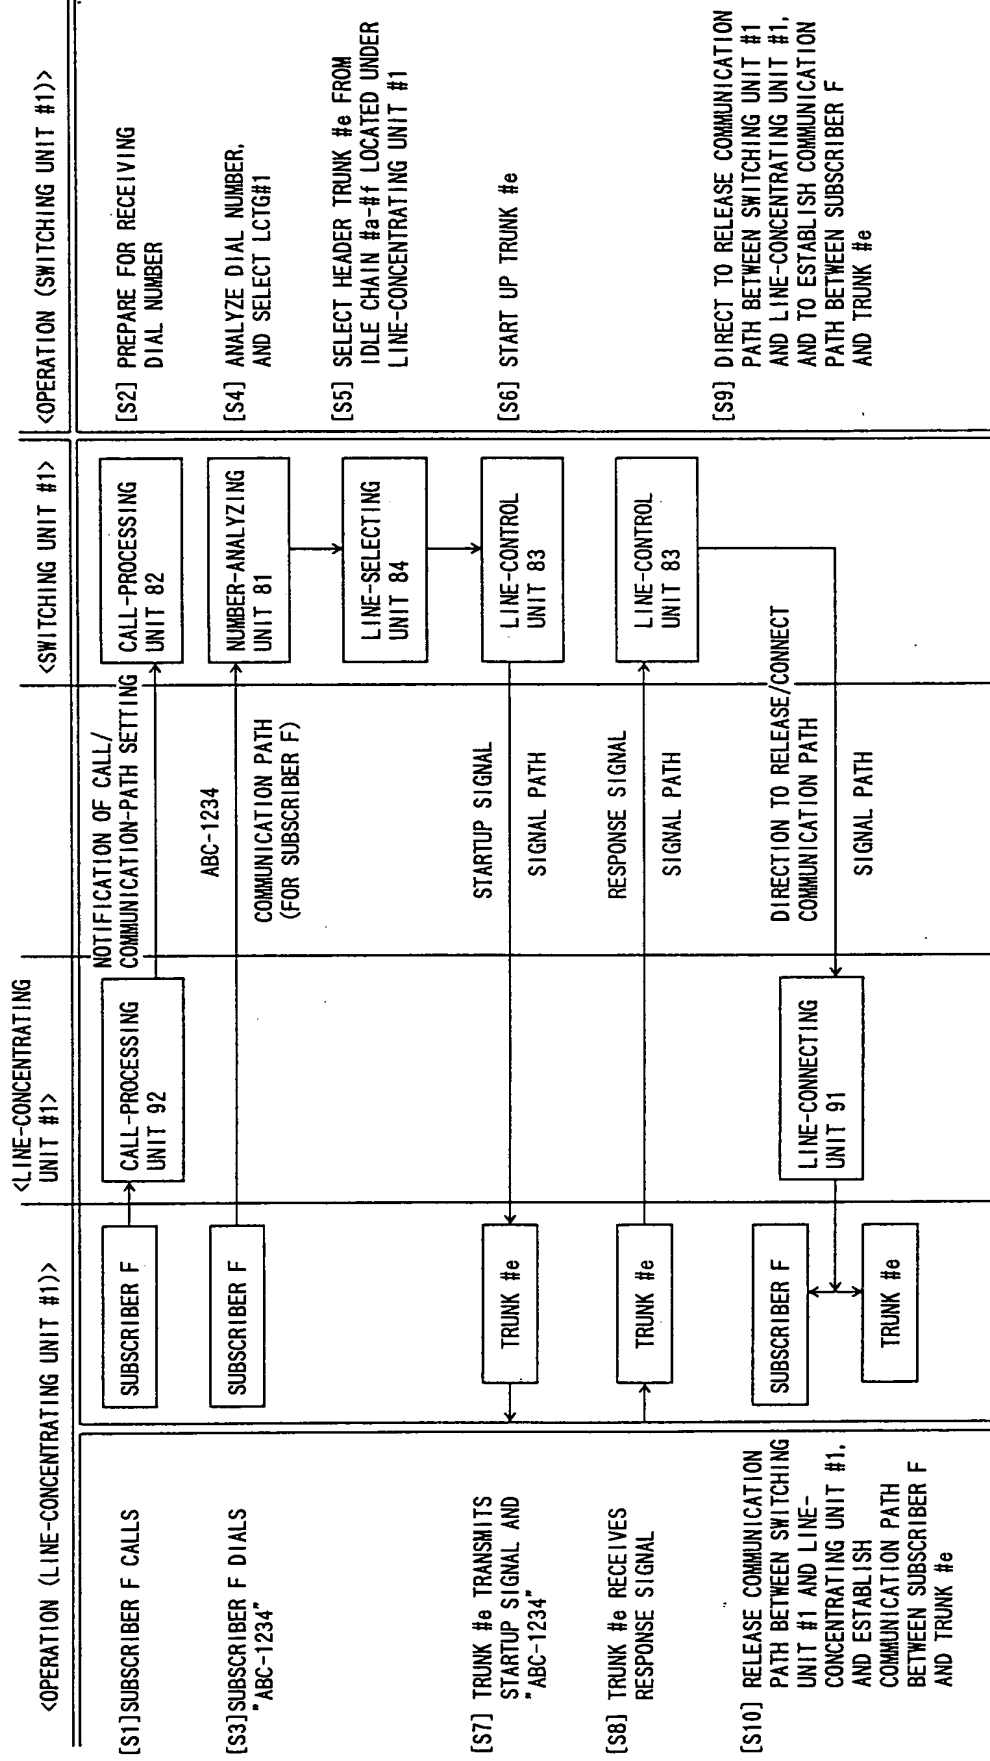 <OPERATION (LINE-CONCENTRATING UNIT #1)>
<LINE-CONCENTRATING
UNIT #1>
<SWITCHING UNIT #1>
<OPERATION (SWITCHING UNIT #1)>
[S1]SUBSCRIBER F CALLS
SUBSCRIBER F
CALL-PROCESSING
UNIT 92
NOTIFICATION OF CALL/
COMMUNICATION-PATH SETTING
CALL-PROCESSING
UNIT 82
[S2] PREPARE FOR RECEIVING
DIAL NUMBER
[S3]SUBSCRIBER F DIALS
"ABC-1234"
SUBSCRIBER F
ABC-1234
COMMUNICATION PATH
(FOR SUBSCRIBER F)
NUMBER-ANALYZING
UNIT 81
[S4] ANALYZE DIAL NUMBER,
AND SELECT LCTG#1
LINE-SELECTING
UNIT 84
[S5] SELECT HEADER TRUNK #e FROM
IDLE CHAIN #a-#f LOCATED UNDER
LINE-CONCENTRATING UNIT #1
[S7] TRUNK #e TRANSMITS
STARTUP SIGNAL AND
"ABC-1234"
TRUNK #e
STARTUP SIGNAL
SIGNAL PATH
LINE-CONTROL
UNIT 83
[S6] START UP TRUNK #e
[S8] TRUNK #e RECEIVES
RESPONSE SIGNAL
TRUNK #e
RESPONSE SIGNAL
SIGNAL PATH
LINE-CONTROL
UNIT 83
[S9] DIRECT TO RELEASE COMMUNICATION
PATH BETWEEN SWITCHING UNIT #1
AND LINE-CONCENTRATING UNIT #1,
AND TO ESTABLISH COMMUNICATION
PATH BETWEEN SUBSCRIBER F
AND TRUNK #e
[S10] RELEASE COMMUNICATION
PATH BETWEEN SWITCHING
UNIT #1 AND LINE-
CONCENTRATING UNIT #1,
AND ESTABLISH
COMMUNICATION PATH
BETWEEN SUBSCRIBER F
AND TRUNK #e
SUBSCRIBER F
TRUNK #e
LINE-CONNECTING
UNIT 91
DIRECTION TO RELEASE/CONNECT
COMMUNICATION PATH
SIGNAL PATH